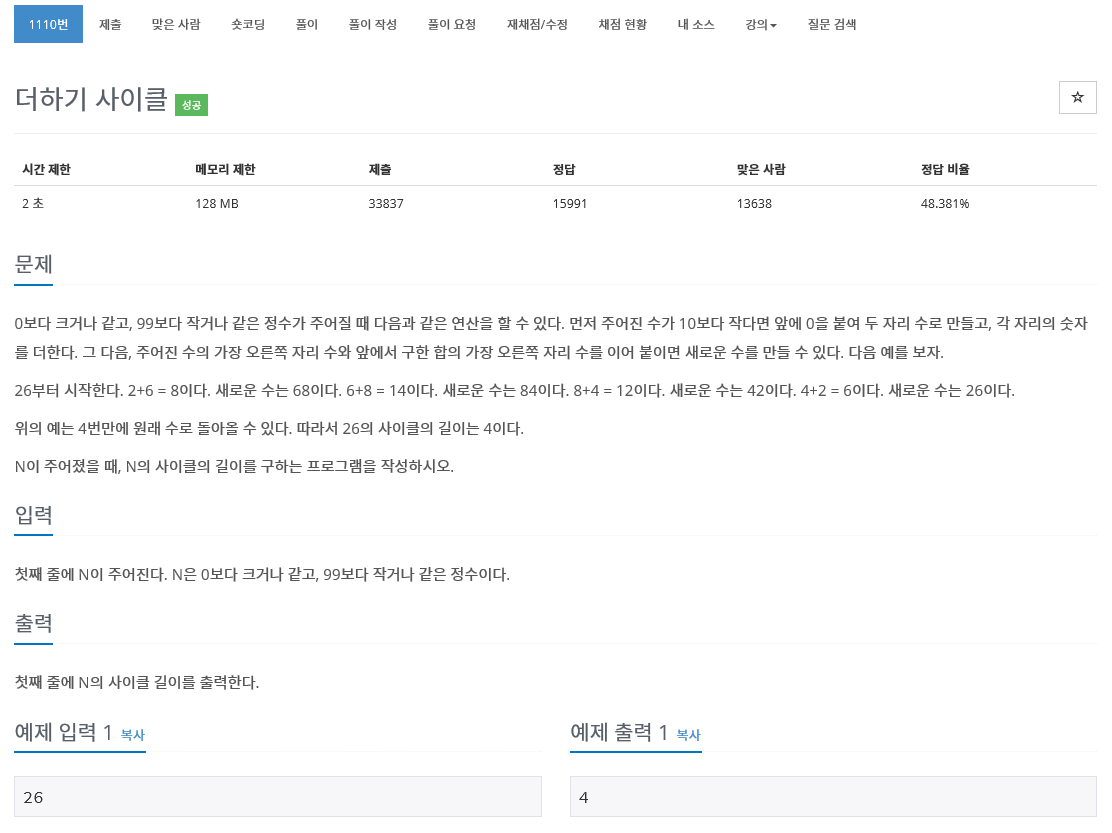 1110번 제출 맞은 사람 숏코딩 풀이 풀이 작성 풀이 요청 재채점/수정 채점 현황 내 소스 강의 질문 검색
더하기 사이클 성공
시간 제한 메모리 제한 제출 정답 맞은 사람 정답 비율
2 초 128 MB 33837 15991 13638 48.381%
문제
0보다 크거나 같고, 99보다 작거나 같은 정수가 주어질 때 다음과 같은 연산을 할 수 있다. 먼저 주어진 수가 10보다 작다면 앞에 0을 붙여 두 자리 수로 만들고, 각 자리의 숫자
를 더한다. 그 다음, 주어진 수의 가장 오른쪽 자리 수와 앞에서 구한 합의 가장 오른쪽 자리 수를 이어 붙이면 새로운 수를 만들 수 있다. 다음 예를 보자.
26부터 시작한다. 2+6 = 8이다. 새로운 수는 68이다. 6+8 = 14이다. 새로운 수는 84이다. 8+4 = 12이다. 새로운 수는 42이다. 4+2 = 6이다. 새로운 수는 26이다.
위의 예는 4번만에 원래 수로 돌아올 수 있다. 따라서 26의 사이클의 길이는 4이다.
N이 주어졌을 때, N의 사이클의 길이를 구하는 프로그램을 작성하시오.
입력
첫째 줄에 N이 주어진다. N은 0보다 크거나 같고, 99보다 작거나 같은 정수이다.
출력
첫째 줄에 N의 사이클 길이를 출력한다.
예제 입력 1 복사 예제 출력 1 복사
26 4